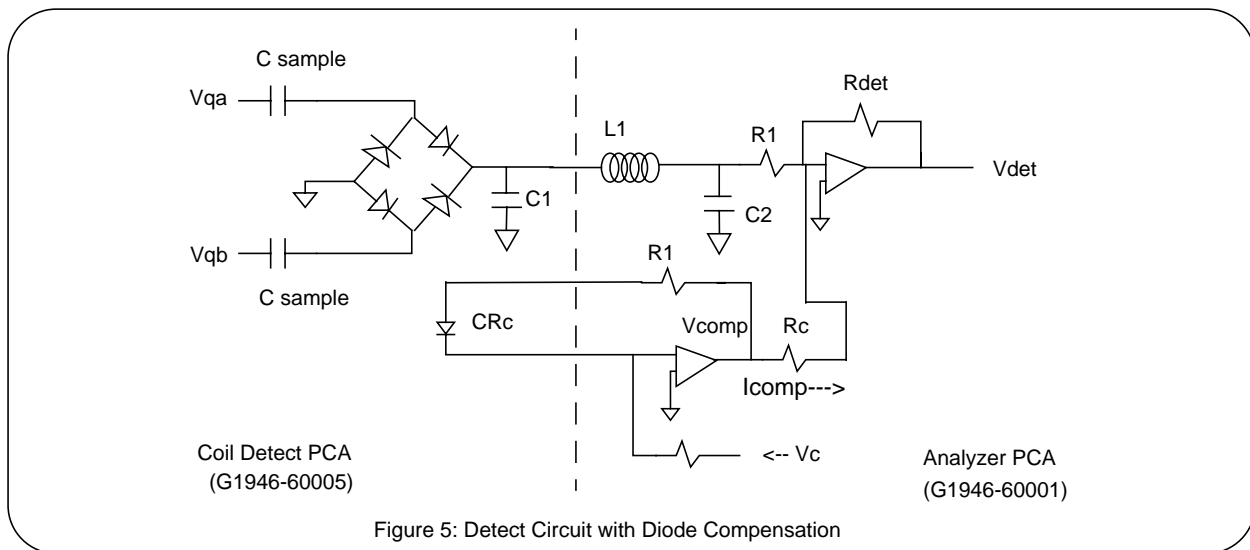 C sample
Vqa
Rdet
L1
R1
Vdet
C1
C2
Vqb
R1
C sample
CRc
Vcomp
Rc
Icomp--->
Coil Detect PCA
(G1946-60005)
<-- Vc
Analyzer PCA
(G1946-60001)
Figure 5: Detect Circuit with Diode Compensation